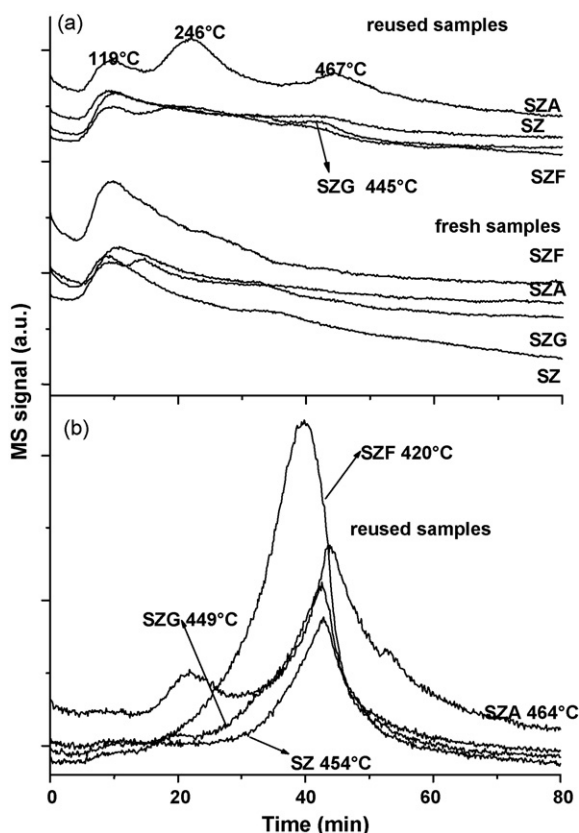 (a)
reused samples
246°C
119°C
467°C
SZA
SZ
SZF
SZG 445°C
fresh samples
SZF
SZA
SZG
SZ
MS signal (a.u.)
(b)
SZF 420°C
reused samples
SZG 449°C
SZA 464°C
SZ 454°C
0 20 40 60 80
Time (min)